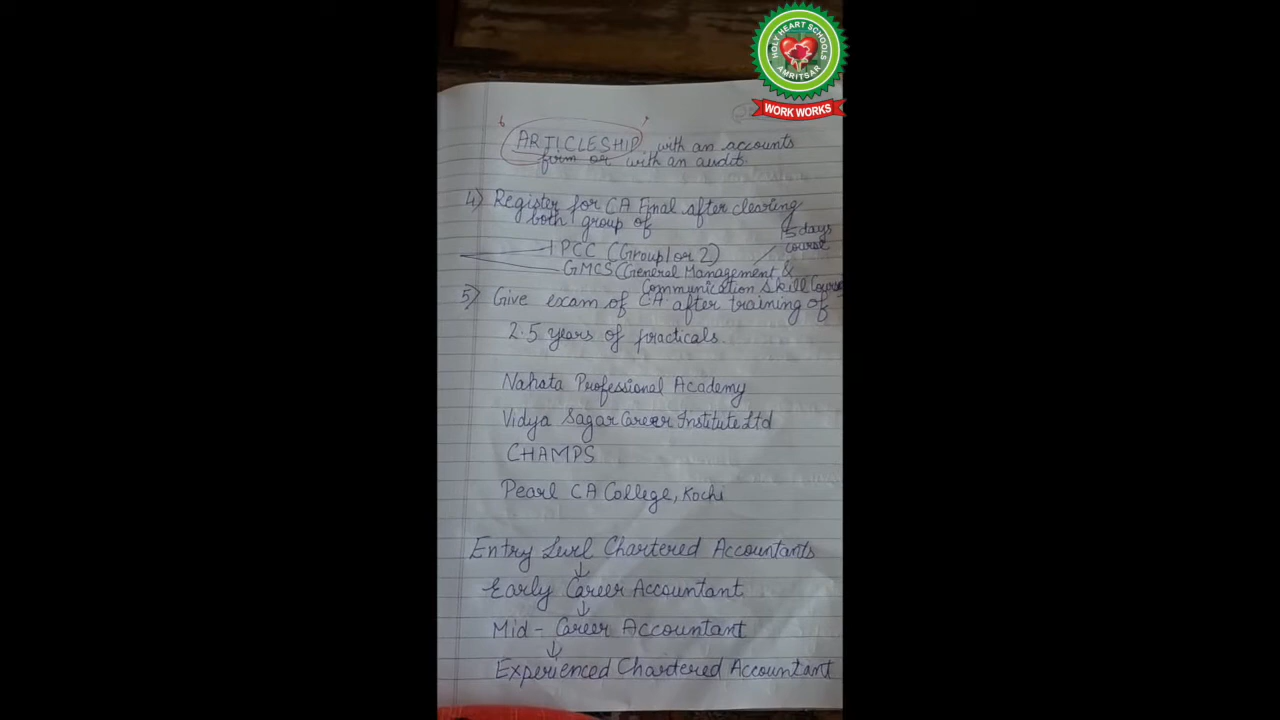 HOLY HEART SCHOOLS
AMRITSAR
WORK WORKS
ARTICLESHIP with an accounts
firm or with an audit.
4) Register for CA Final after clearing
both group of
15 days
course
IPCC (Group 1 or 2)
GMCS (General Management &
Communication Skill Course
5) Give exam of CA after training of
2.5 years of practicals.
Nahata Professional Academy
Vidya Sagar Career Institute Ltd
CHAMPS
Pearl CA College, Kochi
Entry Level Chartered Accountants
↓
Early Career Accountant
↓
Mid - Career Accountant
↓
Experienced Chartered Accountant